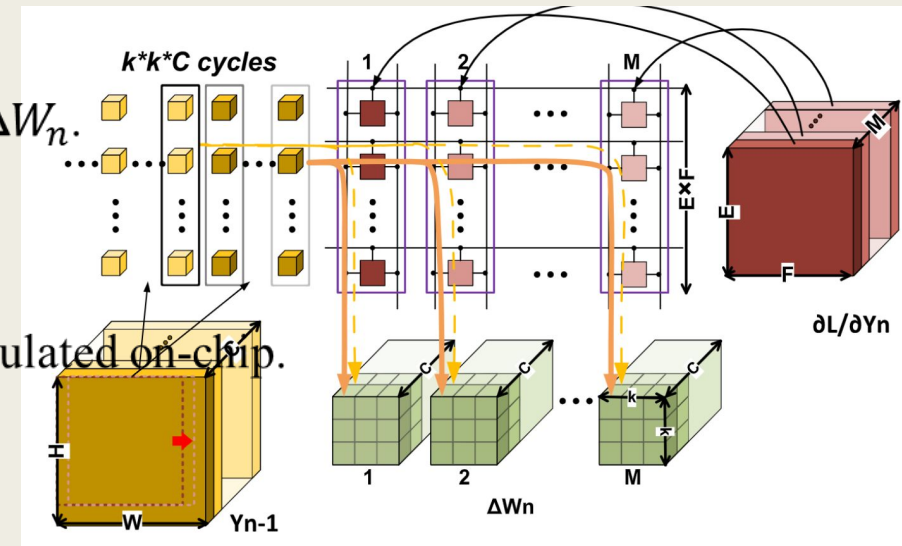 k*k*C cycles
1 2 M
ΔWn.
E×F
M
E
F
∂L/∂Yn
ulated on-chip.
C
C
C
C
H
W
Yn-1
k
k
1 2 M
ΔWn